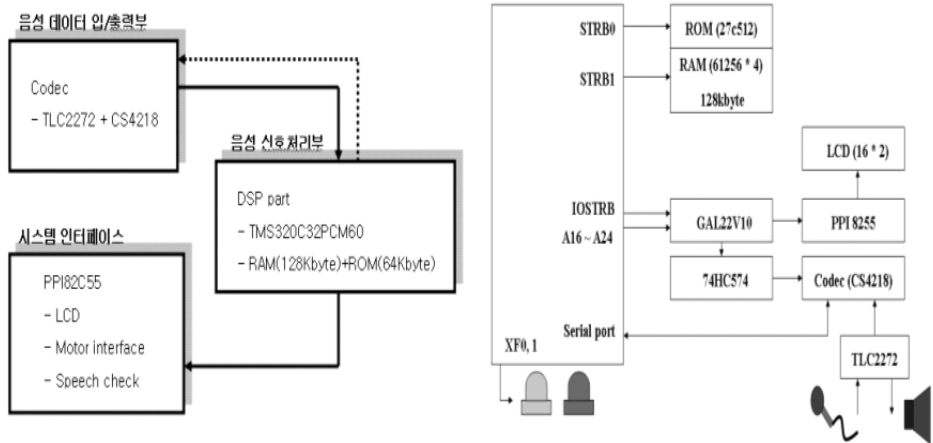 음성 데이터 입/출력부
Codec
- TLC2272 + CS4218
음성 신호처리부
DSP part
- TMS320C32PCM60
- RAM(128Kbyte)+ROM(64Kbyte)
시스템 인터페이스
PPI82C55
- LCD
- Motor interface
- Speech check
STRB0
ROM (27c512)
STRB1
RAM (61256 * 4)
128kbyte
LCD (16 * 2)
IOSTRB
A16 ~ A24
GAL22V10
PPI 8255
74HC574
Codec (CS4218)
Serial port
XF0, 1
TLC2272